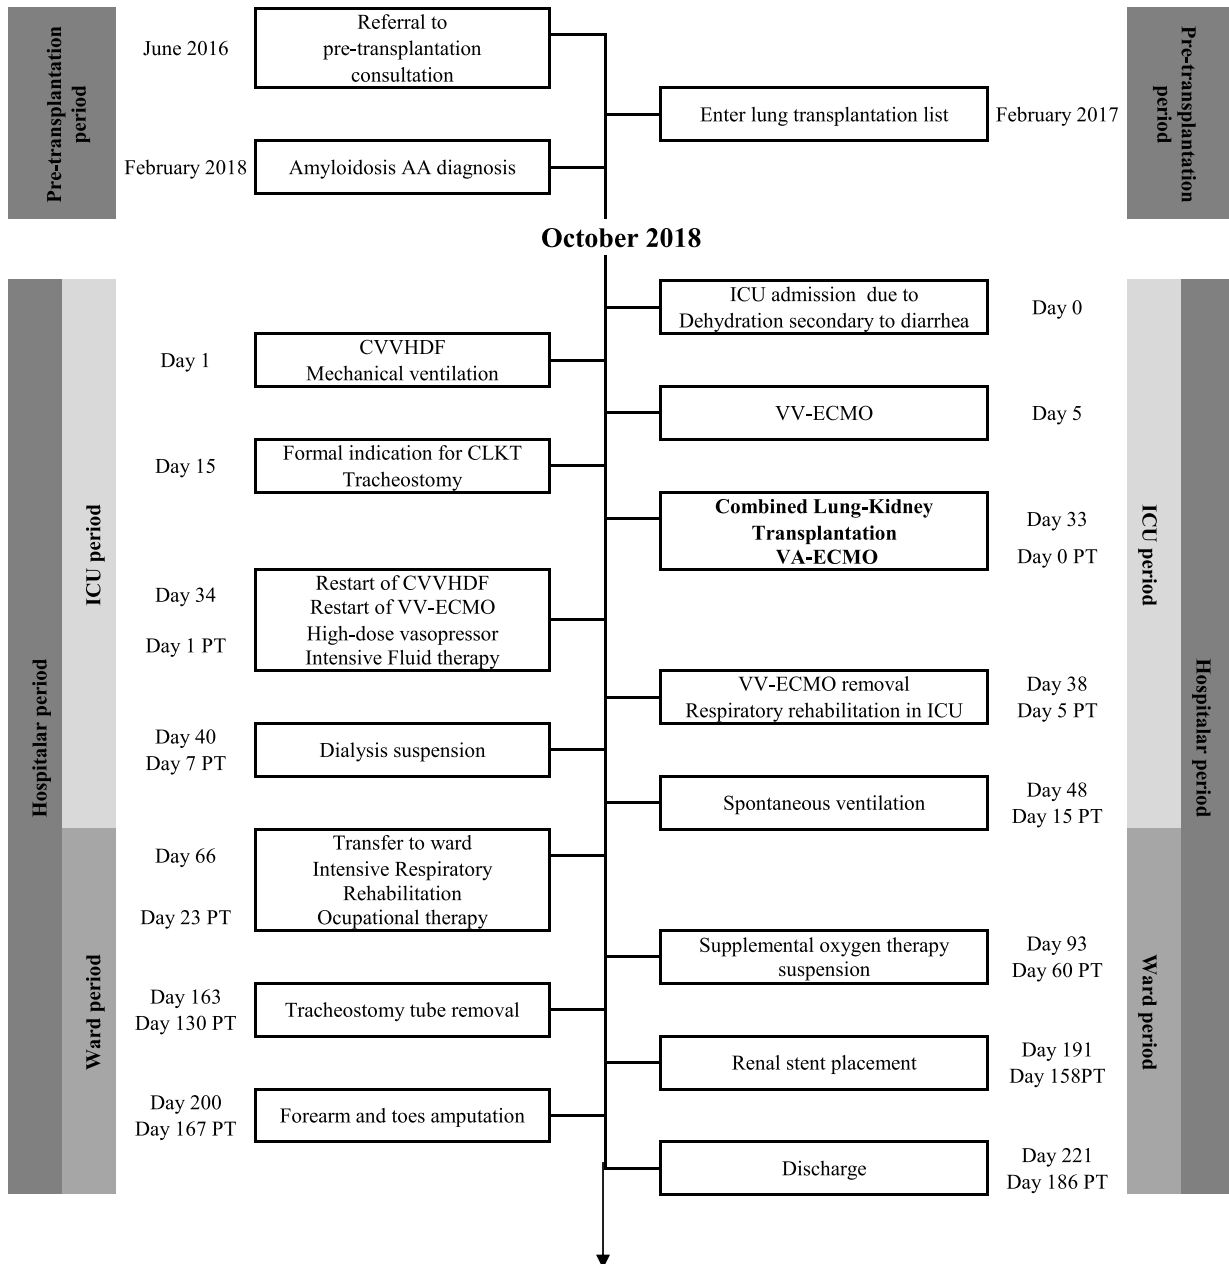 Pre-transplantation
period
June 2016
Referral to
pre-transplantation
consultation
Enter lung transplantation list
February 2017
Pre-transplantation
period
February 2018
Amyloidosis AA diagnosis
October 2018
Hospitalar period
ICU period
ICU admission due to
Dehydration secondary to diarrhea
Day 0
Day 1
CVVHDF
Mechanical ventilation
VV-ECMO
Day 5
Day 15
Formal indication for CLKT
Tracheostomy
Combined Lung-Kidney
Transplantation
VA-ECMO
Day 33
Day 0 PT
ICU period
Hospitalar period
Day 34
Day 1 PT
Restart of CVVHDF
Restart of VV-ECMO
High-dose vasopressor
Intensive Fluid therapy
VV-ECMO removal
Respiratory rehabilitation in ICU
Day 38
Day 5 PT
Day 40
Day 7 PT
Dialysis suspension
Spontaneous ventilation
Day 48
Day 15 PT
Ward period
Day 66
Day 23 PT
Transfer to ward
Intensive Respiratory
Rehabilitation
Ocupational therapy
Supplemental oxygen therapy
suspension
Day 93
Day 60 PT
Ward period
Day 163
Day 130 PT
Tracheostomy tube removal
Renal stent placement
Day 191
Day 158PT
Day 200
Day 167 PT
Forearm and toes amputation
Discharge
Day 221
Day 186 PT